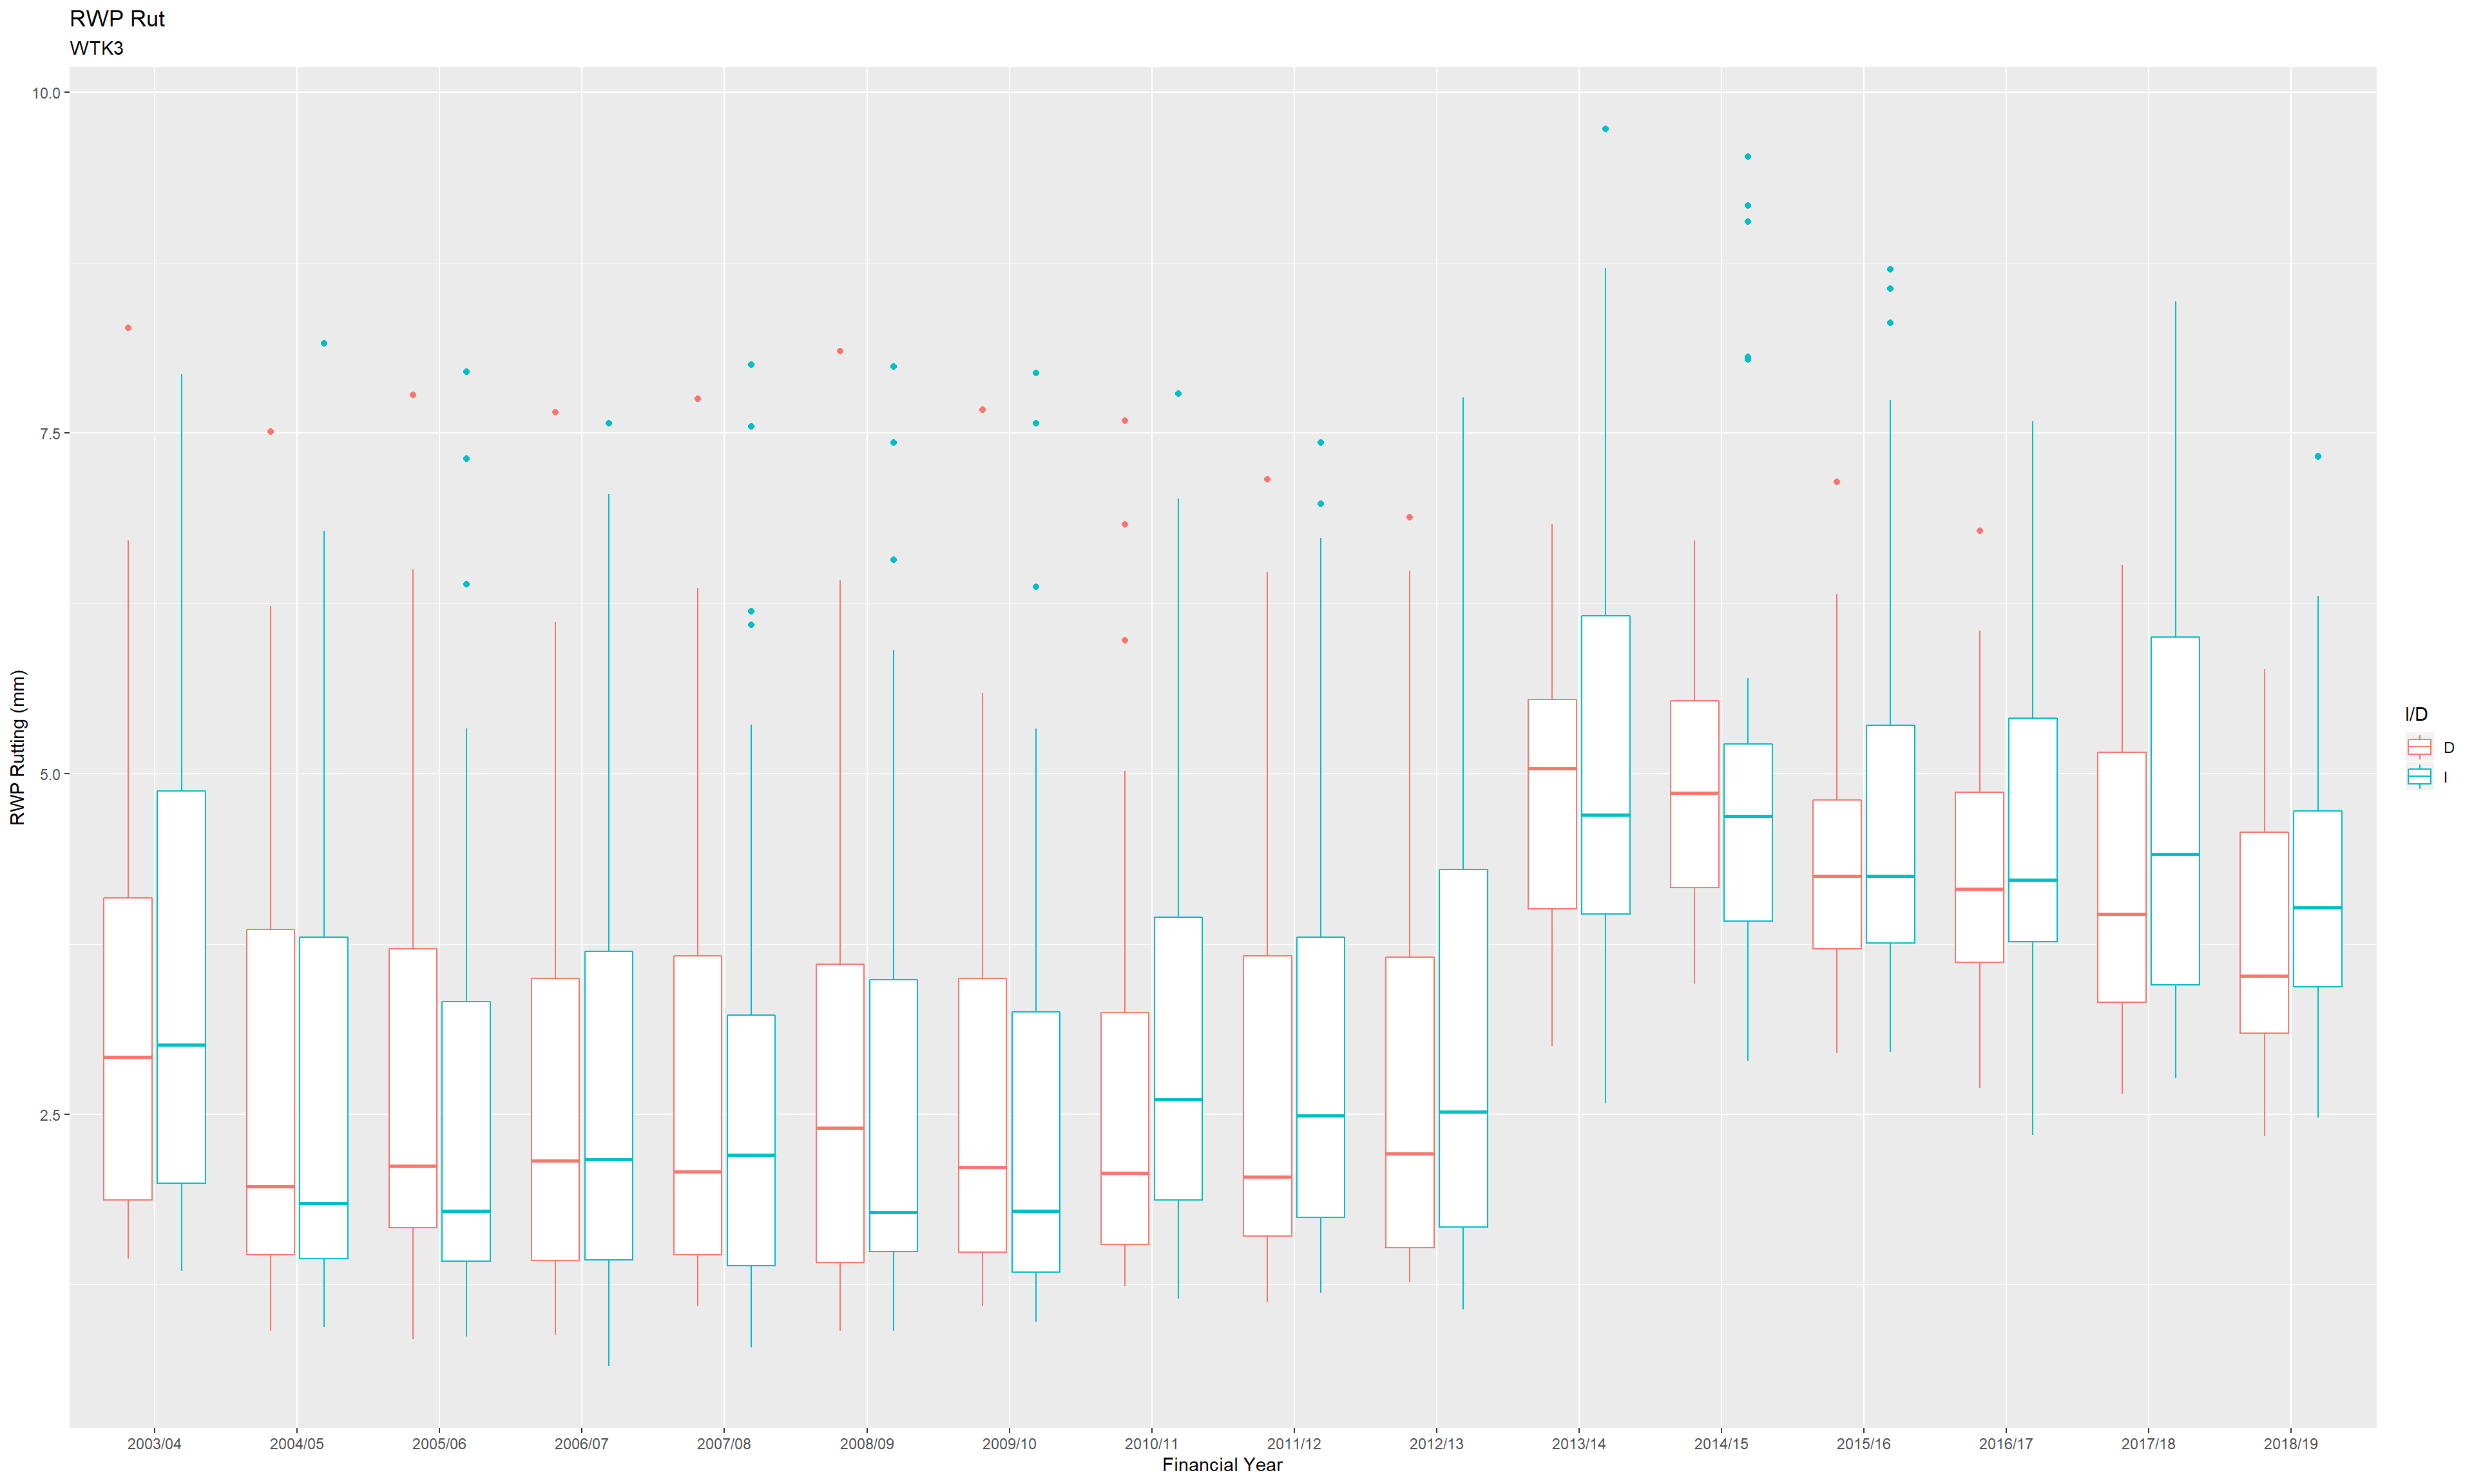 RWP Rut
WTK3
10.0
7.5
5.0
2.5
RWP Rutting (mm)
2003/04 2004/05 2005/06 2006/07 2007/08 2008/09 2009/10 2010/11 2011/12 2012/13 2013/14 2014/15 2015/16 2016/17 2017/18 2018/19
Financial Year
I/D
D
I